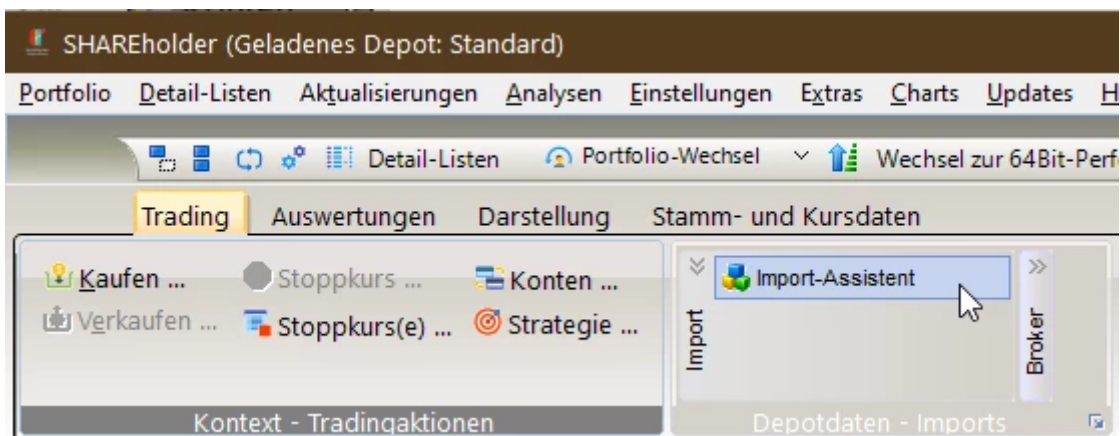 SHAREholder (Geladenes Depot: Standard)
Portfolio Detail-Listen Aktualisierungen Analysen Einstellungen Extras Charts Updates H
Detail-Listen Portfolio-Wechsel Wechsel zur 64Bit-Perf
Trading Auswertungen Darstellung Stamm- und Kursdaten
Kaufen ... Stoppkurs ... Konten ...
Verkaufen ... Stoppkurs(e) ... Strategie ...
Kontext - Tradingaktionen
Import
Import-Assistent
Broker
Depotdaten - Imports